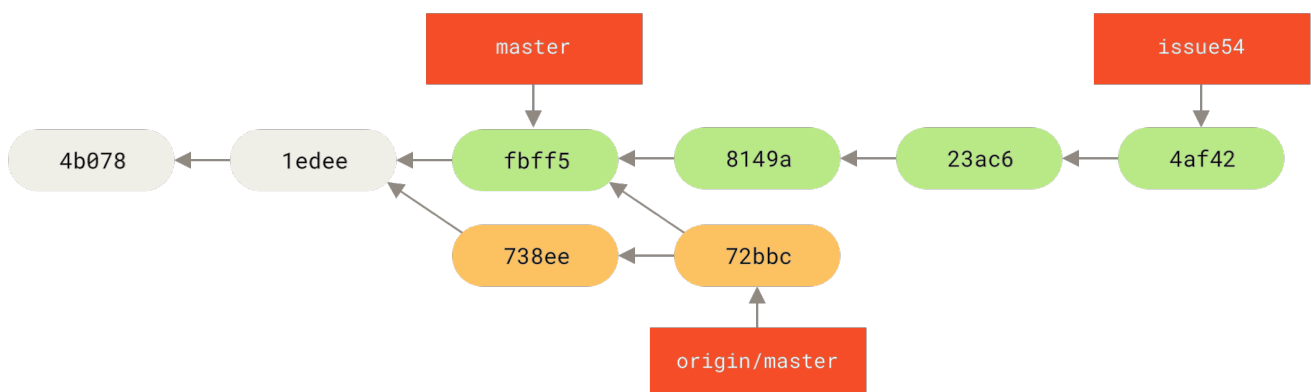 master
issue54
4b078
1edee
fbff5
8149a
23ac6
4af42
738ee
72bbc
origin/master